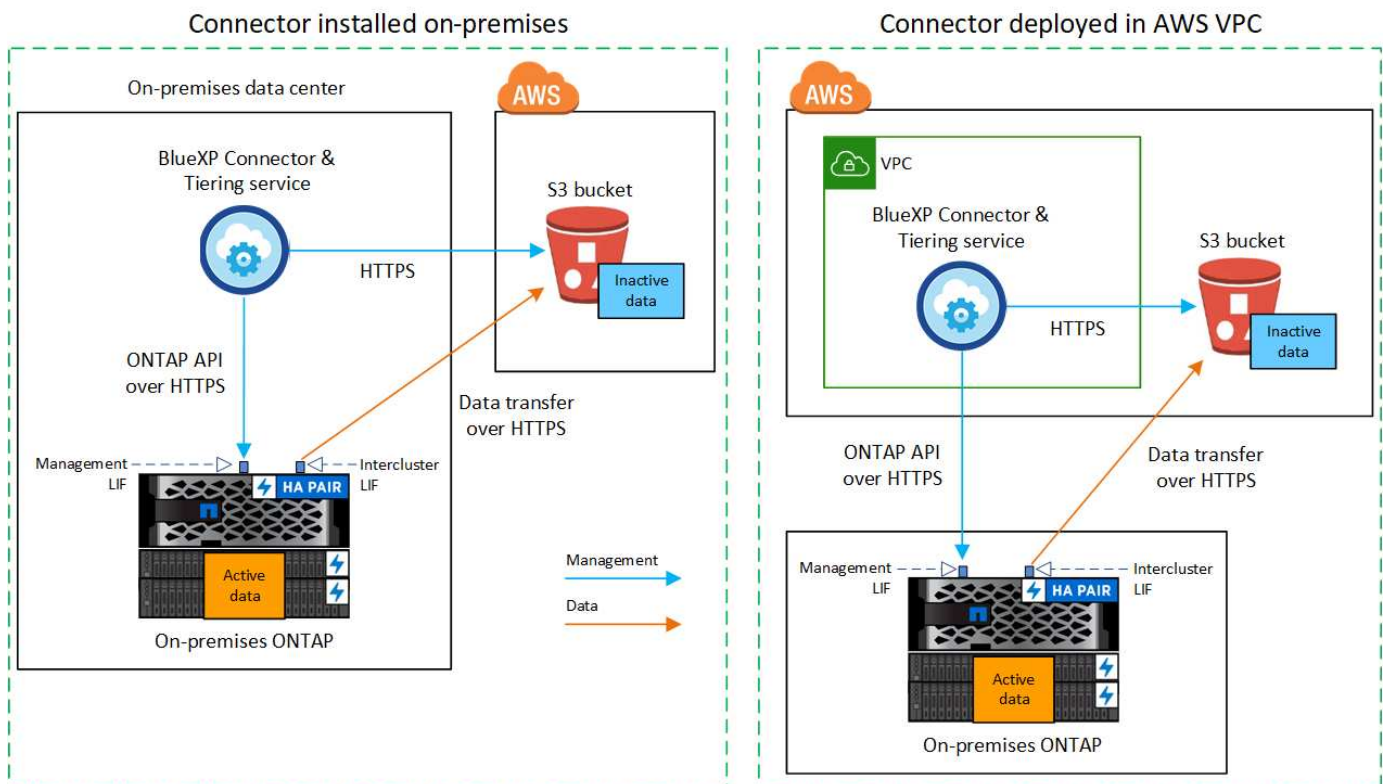 Connector installed on-premises
On-premises data center
AWS
BlueXP Connector &
Tiering service
S3 bucket
HTTPS
Inactive
data
ONTAP API
over HTTPS
Data transfer
over HTTPS
Management
LIF
Intercluster
LIF
HA PAIR
Active
data
On-premises ONTAP
Management
Data
Connector deployed in AWS VPC
AWS
VPC
BlueXP Connector &
Tiering service
S3 bucket
HTTPS
Inactive
data
ONTAP API
over HTTPS
Data transfer
over HTTPS
Management
LIF
Intercluster
LIF
HA PAIR
Active
data
On-premises ONTAP